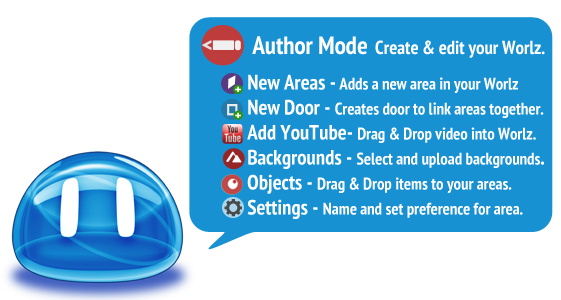 Author Mode Create & edit your Worlz.
New Areas - Adds a new area in your Worlz
New Door - Creates door to link areas together.
You
Tube
Add YouTube- Drag & Drop video into Worlz.
Backgrounds - Select and upload backgrounds.
Objects - Drag & Drop items to your areas.
Settings - Name and set preference for area.